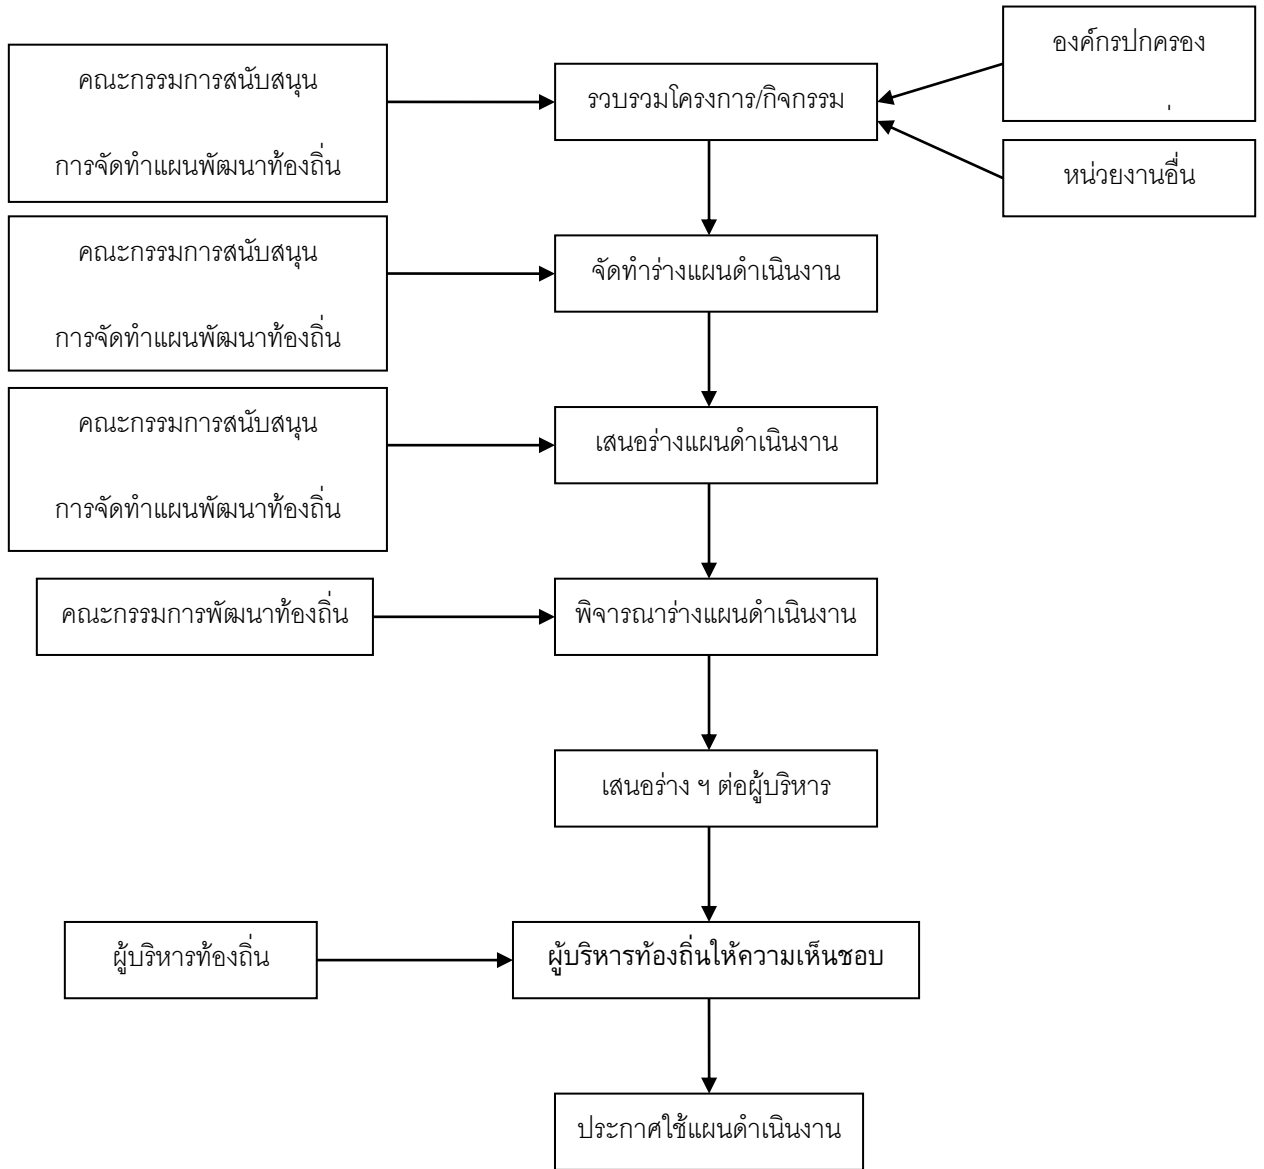 องค์กรปกครอง
คณะกรรมการสนับสนุน
การจัดทำแผนพัฒนาท้องถิ่น
รวบรวมโครงการ/กิจกรรม
หน่วยงานอื่น
คณะกรรมการสนับสนุน
การจัดทำแผนพัฒนาท้องถิ่น
จัดทำร่างแผนดำเนินงาน
คณะกรรมการสนับสนุน
การจัดทำแผนพัฒนาท้องถิ่น
เสนอร่างแผนดำเนินงาน
คณะกรรมการพัฒนาท้องถิ่น
พิจารณาร่างแผนดำเนินงาน
เสนอร่าง ฯ ต่อผู้บริหาร
ผู้บริหารท้องถิ่น
ผู้บริหารท้องถิ่นให้ความเห็นชอบ
ประกาศใช้แผนดำเนินงาน